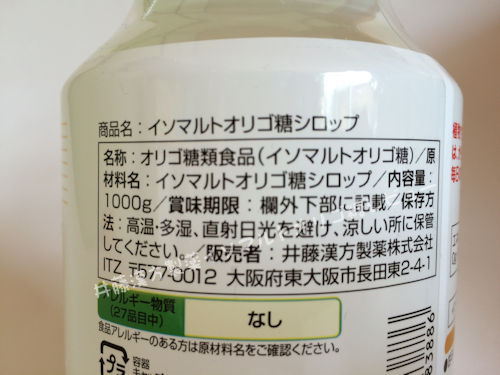 商品名：イソマルトオリゴ糖シロップ
名称：オリゴ糖類食品(イソマルトオリゴ糖)／原
材料名：イソマルトオリゴ糖シロップ／内容量：
1000g／賞味期限：欄外下部に記載／保存方
法：高温・多湿、直射日光を避け、涼しい所に保管
してください。／販売者：井藤漢方製薬株式会社
ITZ 〒577-0012 大阪府東大阪市長田東2-4-1
アレルギー物質
(27品目中)
なし
食品アレルギーのある方は原材料名をご確認ください。
プラ
容器